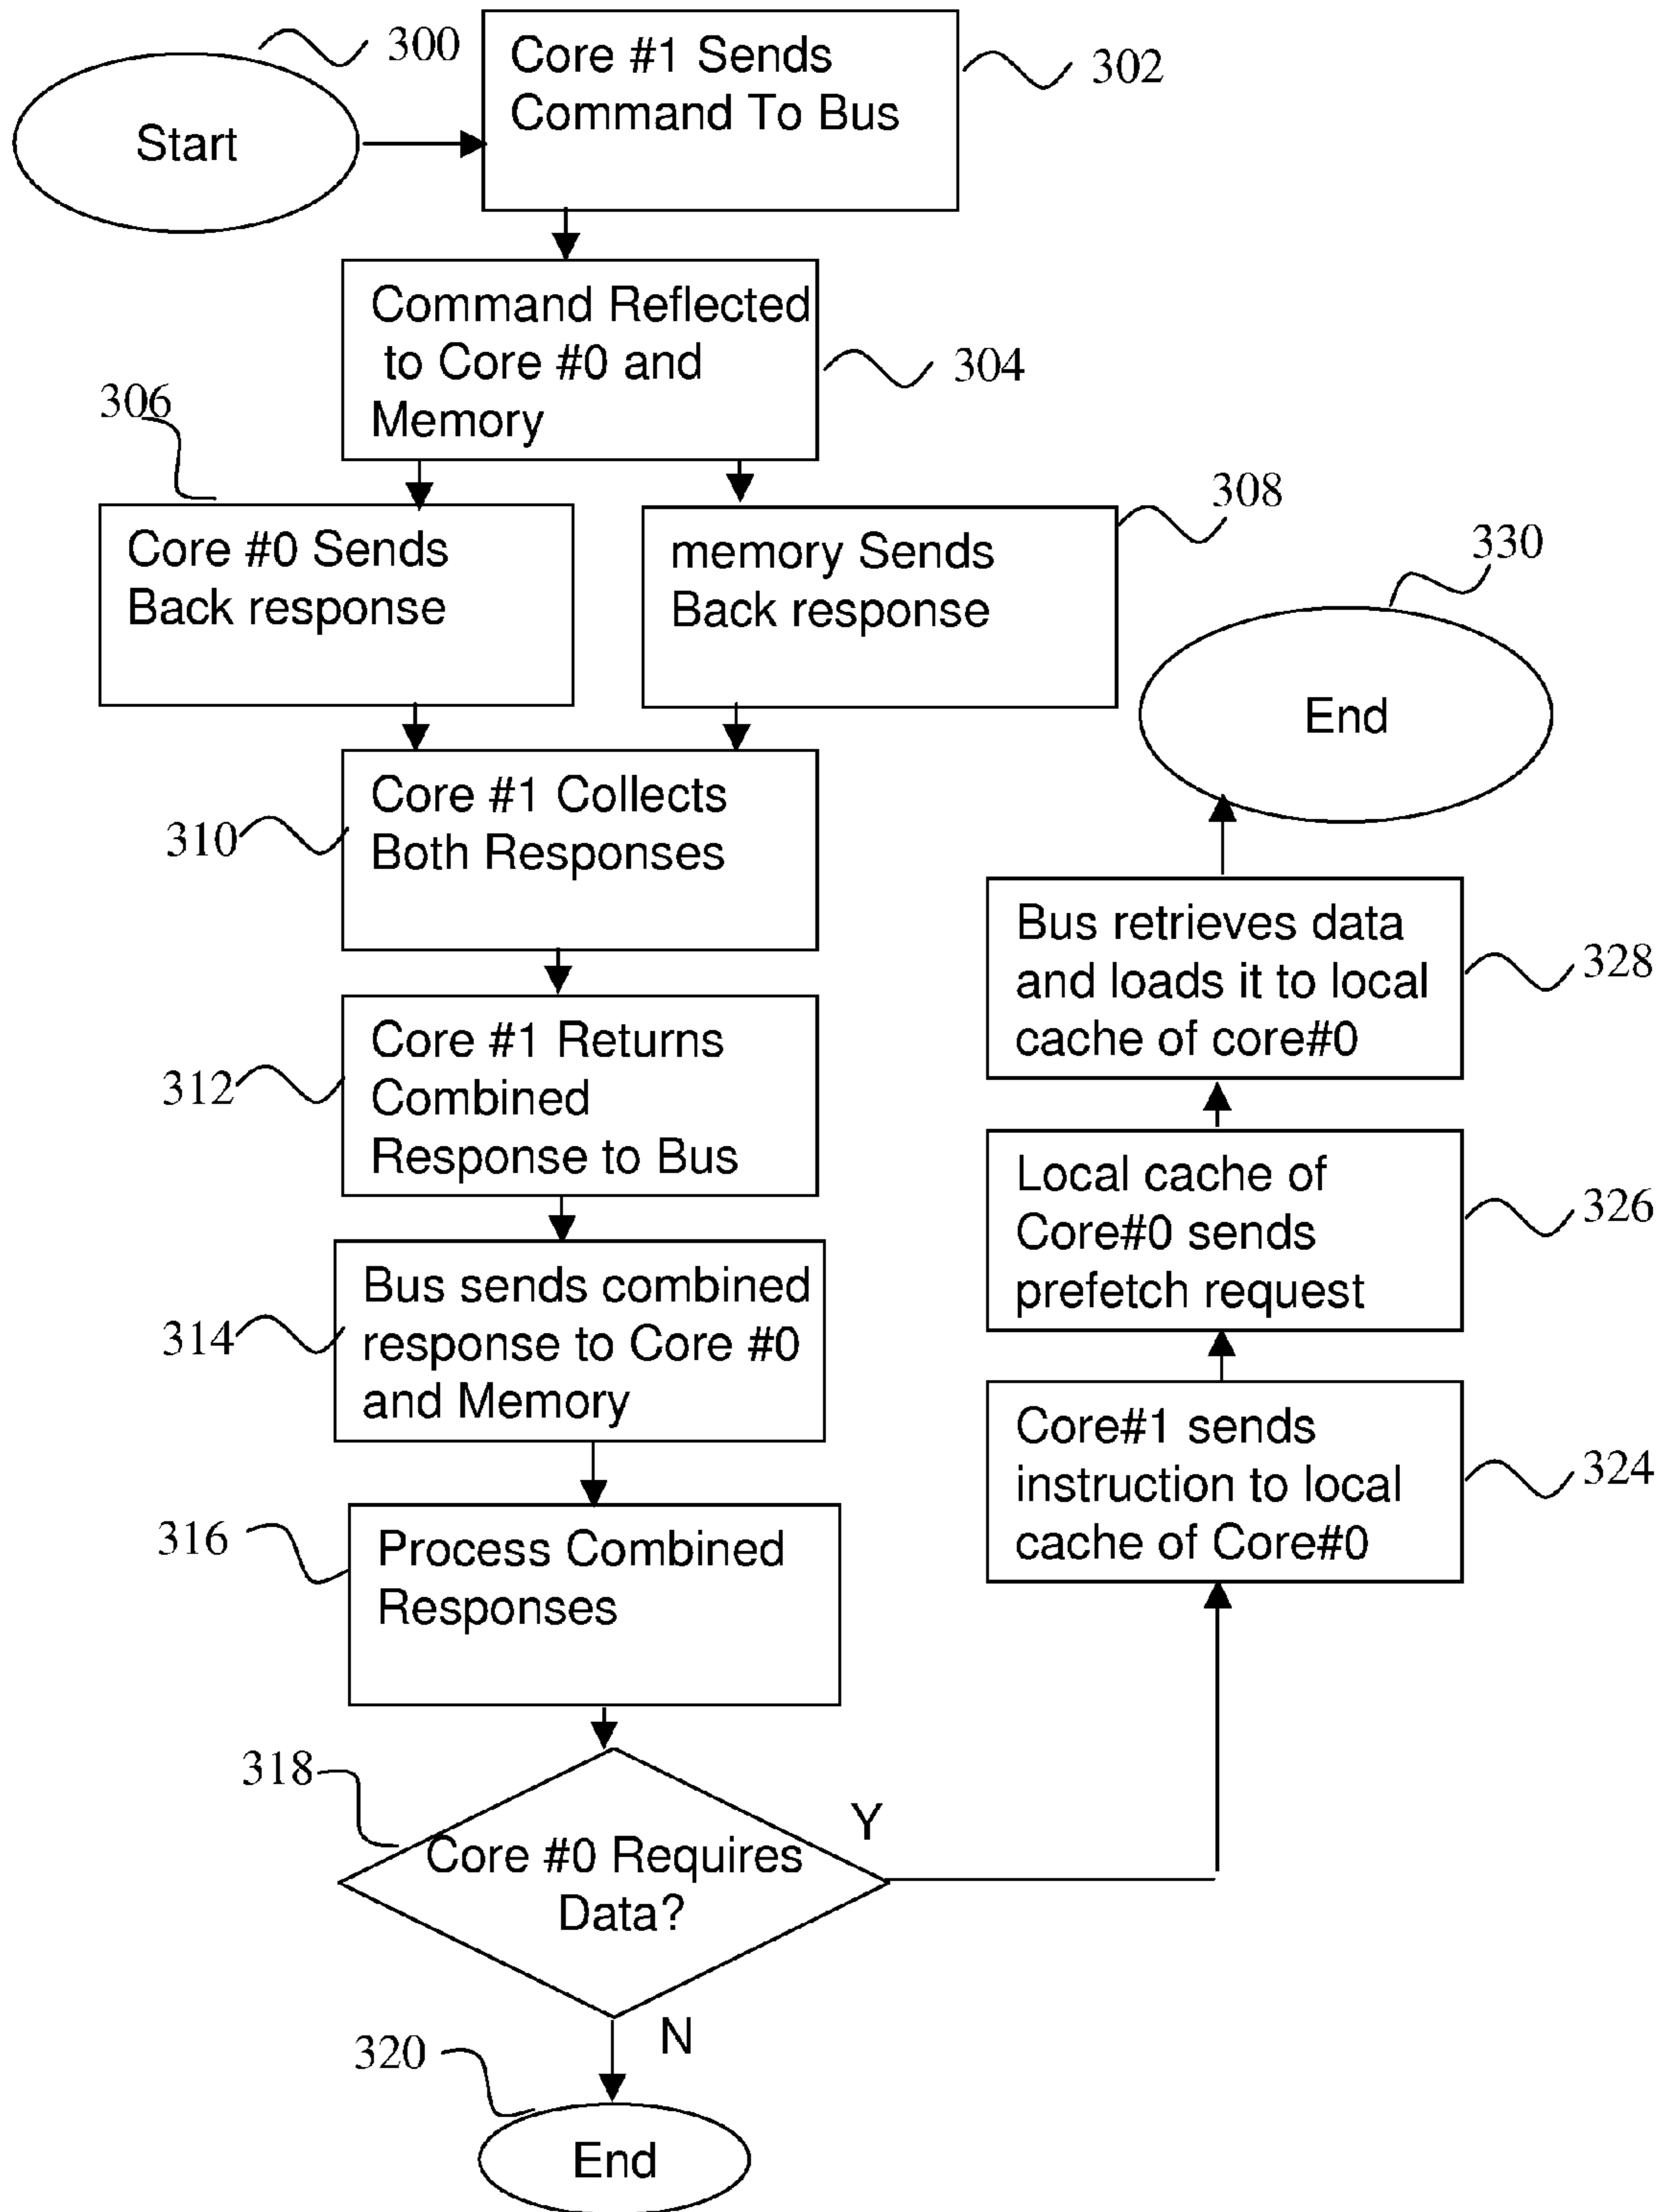 300
Start
Core #1 Sends
Command To Bus
302
Command Reflected
to Core #0 and
Memory
304
306
Core #0 Sends
Back response
memory Sends
Back response
308
330
End
310
Core #1 Collects
Both Responses
312
Core #1 Returns
Combined
Response to Bus
314
Bus sends combined
response to Core #0
and Memory
316
Process Combined
Responses
318
Core #0 Requires
Data?
Y
N
320
End
Core#1 sends
instruction to local
cache of Core#0
324
Local cache of
Core#0 sends
prefetch request
326
Bus retrieves data
and loads it to local
cache of core#0
328